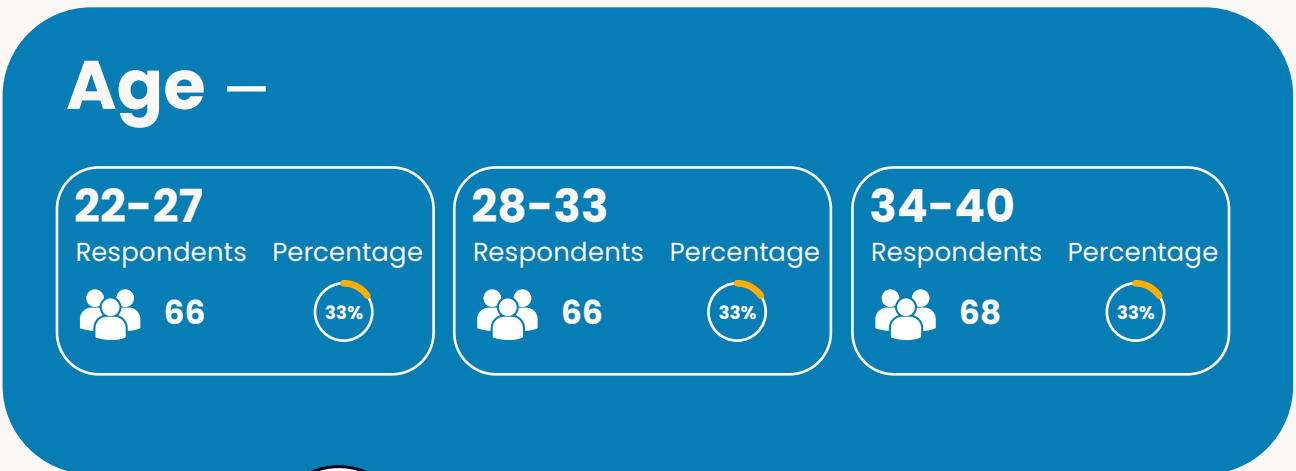 Age –
22-27
Respondents Percentage
66 33%
28-33
Respondents Percentage
66 33%
34-40
Respondents Percentage
68 33%